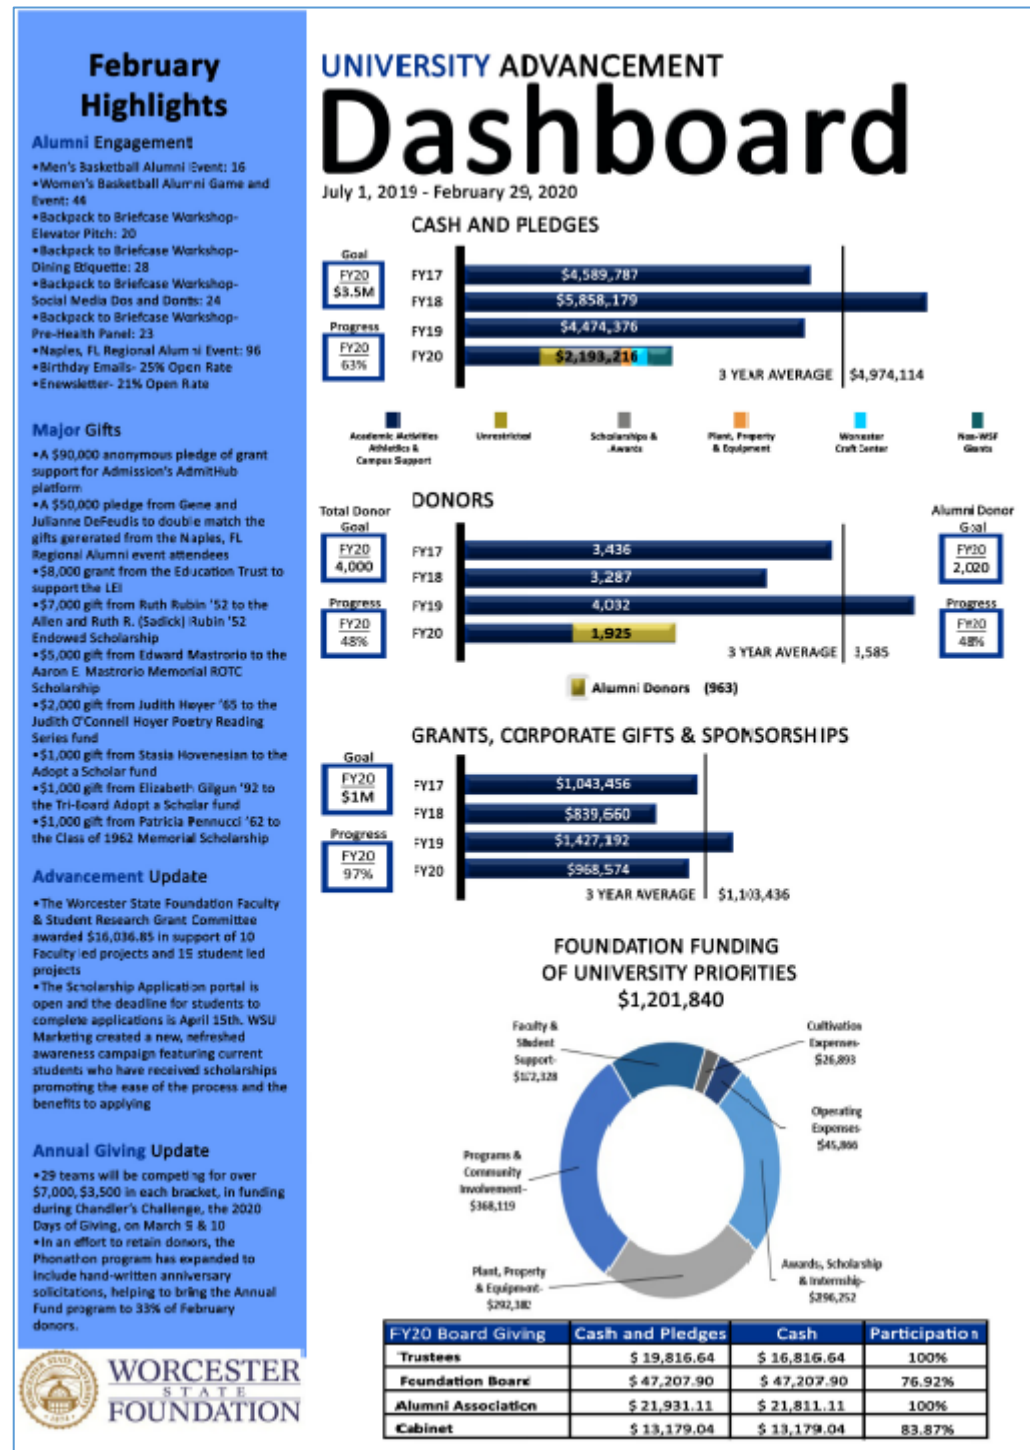 February
Highlights
Alumni Engagement
•Men's Basketball Alumni Event: 16
•Women's Basketball Alumni Game and
Event: 44
•Backpack to Briefcase Workshop-
Elevator Pitch: 20
•Backpack to Briefcase Workshop-
Dining Etiquette: 28
•Backpack to Briefcase Workshop-
Social Media Dos and Donts: 24
•Backpack to Briefcase Workshop-
Pre-Health Panel: 23
•Naples, FL Regional Alumni Event: 96
•Birthday Emails- 25% Open Rate
•Enewsletter- 21% Open Rate
Major Gifts
•A $90,000 anonymous pledge of grant
support for Admission's AdmitHub
platform
•A $50,000 pledge from Gene and
Julianne DeFeudis to double match the
gifts generated from the Naples, FL
Regional Alumni event attendees
•$8,000 grant from the Education Trust to
support the LEI
•$7,000 gift from Ruth Rubin '52 to the
Allen and Ruth R. (Sadick) Rubin '52
Endowed Scholarship
•$5,000 gift from Edward Mastrorio to the
Aaron E. Mastrorio Memorial ROTC
Scholarship
•$2,000 gift from Judith Hoyer '65 to the
Judith O'Connell Hoyer Poetry Reading
Series fund
•$1,000 gift from Stasia Hovenesian to the
Adopt a Scholar fund
•$1,000 gift from Elizabeth Gilgun '92 to
the Tri-Board Adopt a Scholar fund
•$1,000 gift from Patricia Pennucci '62 to
the Class of 1962 Memorial Scholarship
Advancement Update
•The Worcester State Foundation Faculty
& Student Research Grant Committee
awarded $16,036.85 in support of 10
Faculty led projects and 15 student led
projects
•The Scholarship Application portal is
open and the deadline for students to
complete applications is April 15th. WSU
Marketing created a new, refreshed
awareness campaign featuring current
students who have received scholarships
promoting the ease of the process and the
benefits to applying
Annual Giving Update
•29 teams will be competing for over
$7,000, $3,500 in each bracket, in funding
during Chandler's Challenge, the 2020
Days of Giving, on March 9 & 10
•In an effort to retain donors, the
Phonathon program has expanded to
include hand-written anniversary
solicitations, helping to bring the Annual
Fund program to 33% of February
donors.
WORCESTER
STATE
FOUNDATION
UNIVERSITY ADVANCEMENT
Dashboard
July 1, 2019 - February 29, 2020
CASH AND PLEDGES
Goal
FY20
$3.5M
Progress
FY20
63%
FY17 $4,589,787
FY18 $5,858,179
FY19 $4,474,376
FY20 $2,193,216
3 YEAR AVERAGE $4,974,114
Academic Activities
Athletics &
Campus Support
Unrestricted
Scholarships &
Awards
Plant, Property
& Equipment
Worcester
Craft Center
Non-WSF
Grants
DONORS
Total Donor
Goal
FY20
4,000
Progress
FY20
48%
FY17 3,436
FY18 3,287
FY19 4,032
FY20 1,925
3 YEAR AVERAGE 3,585
Alumni Donors (963)
Alumni Donor
Goal
FY20
2,020
Progress
FY20
48%
GRANTS, CORPORATE GIFTS & SPONSORSHIPS
Goal
FY20
$1M
Progress
FY20
97%
FY17 $1,043,456
FY18 $839,660
FY19 $1,427,192
FY20 $968,574
3 YEAR AVERAGE $1,103,436
FOUNDATION FUNDING
OF UNIVERSITY PRIORITIES
$1,201,840
Faculty &
Student
Support-
$172,328
Cultivation
Expenses-
$26,893
Operating
Expenses-
$45,866
Programs &
Community
Involvement-
$368,119
Plant, Property
& Equipment-
$292,382
Awards, Scholarship
& Internship-
$296,252
FY20 Board Giving Cash and Pledges Cash Participation
Trustees $ 19,816.64 $ 16,816.64 100%
Foundation Board $ 47,207.90 $ 47,207.90 76.92%
Alumni Association $ 21,931.11 $ 21,811.11 100%
Cabinet $ 13,179.04 $ 13,179.04 83.87%